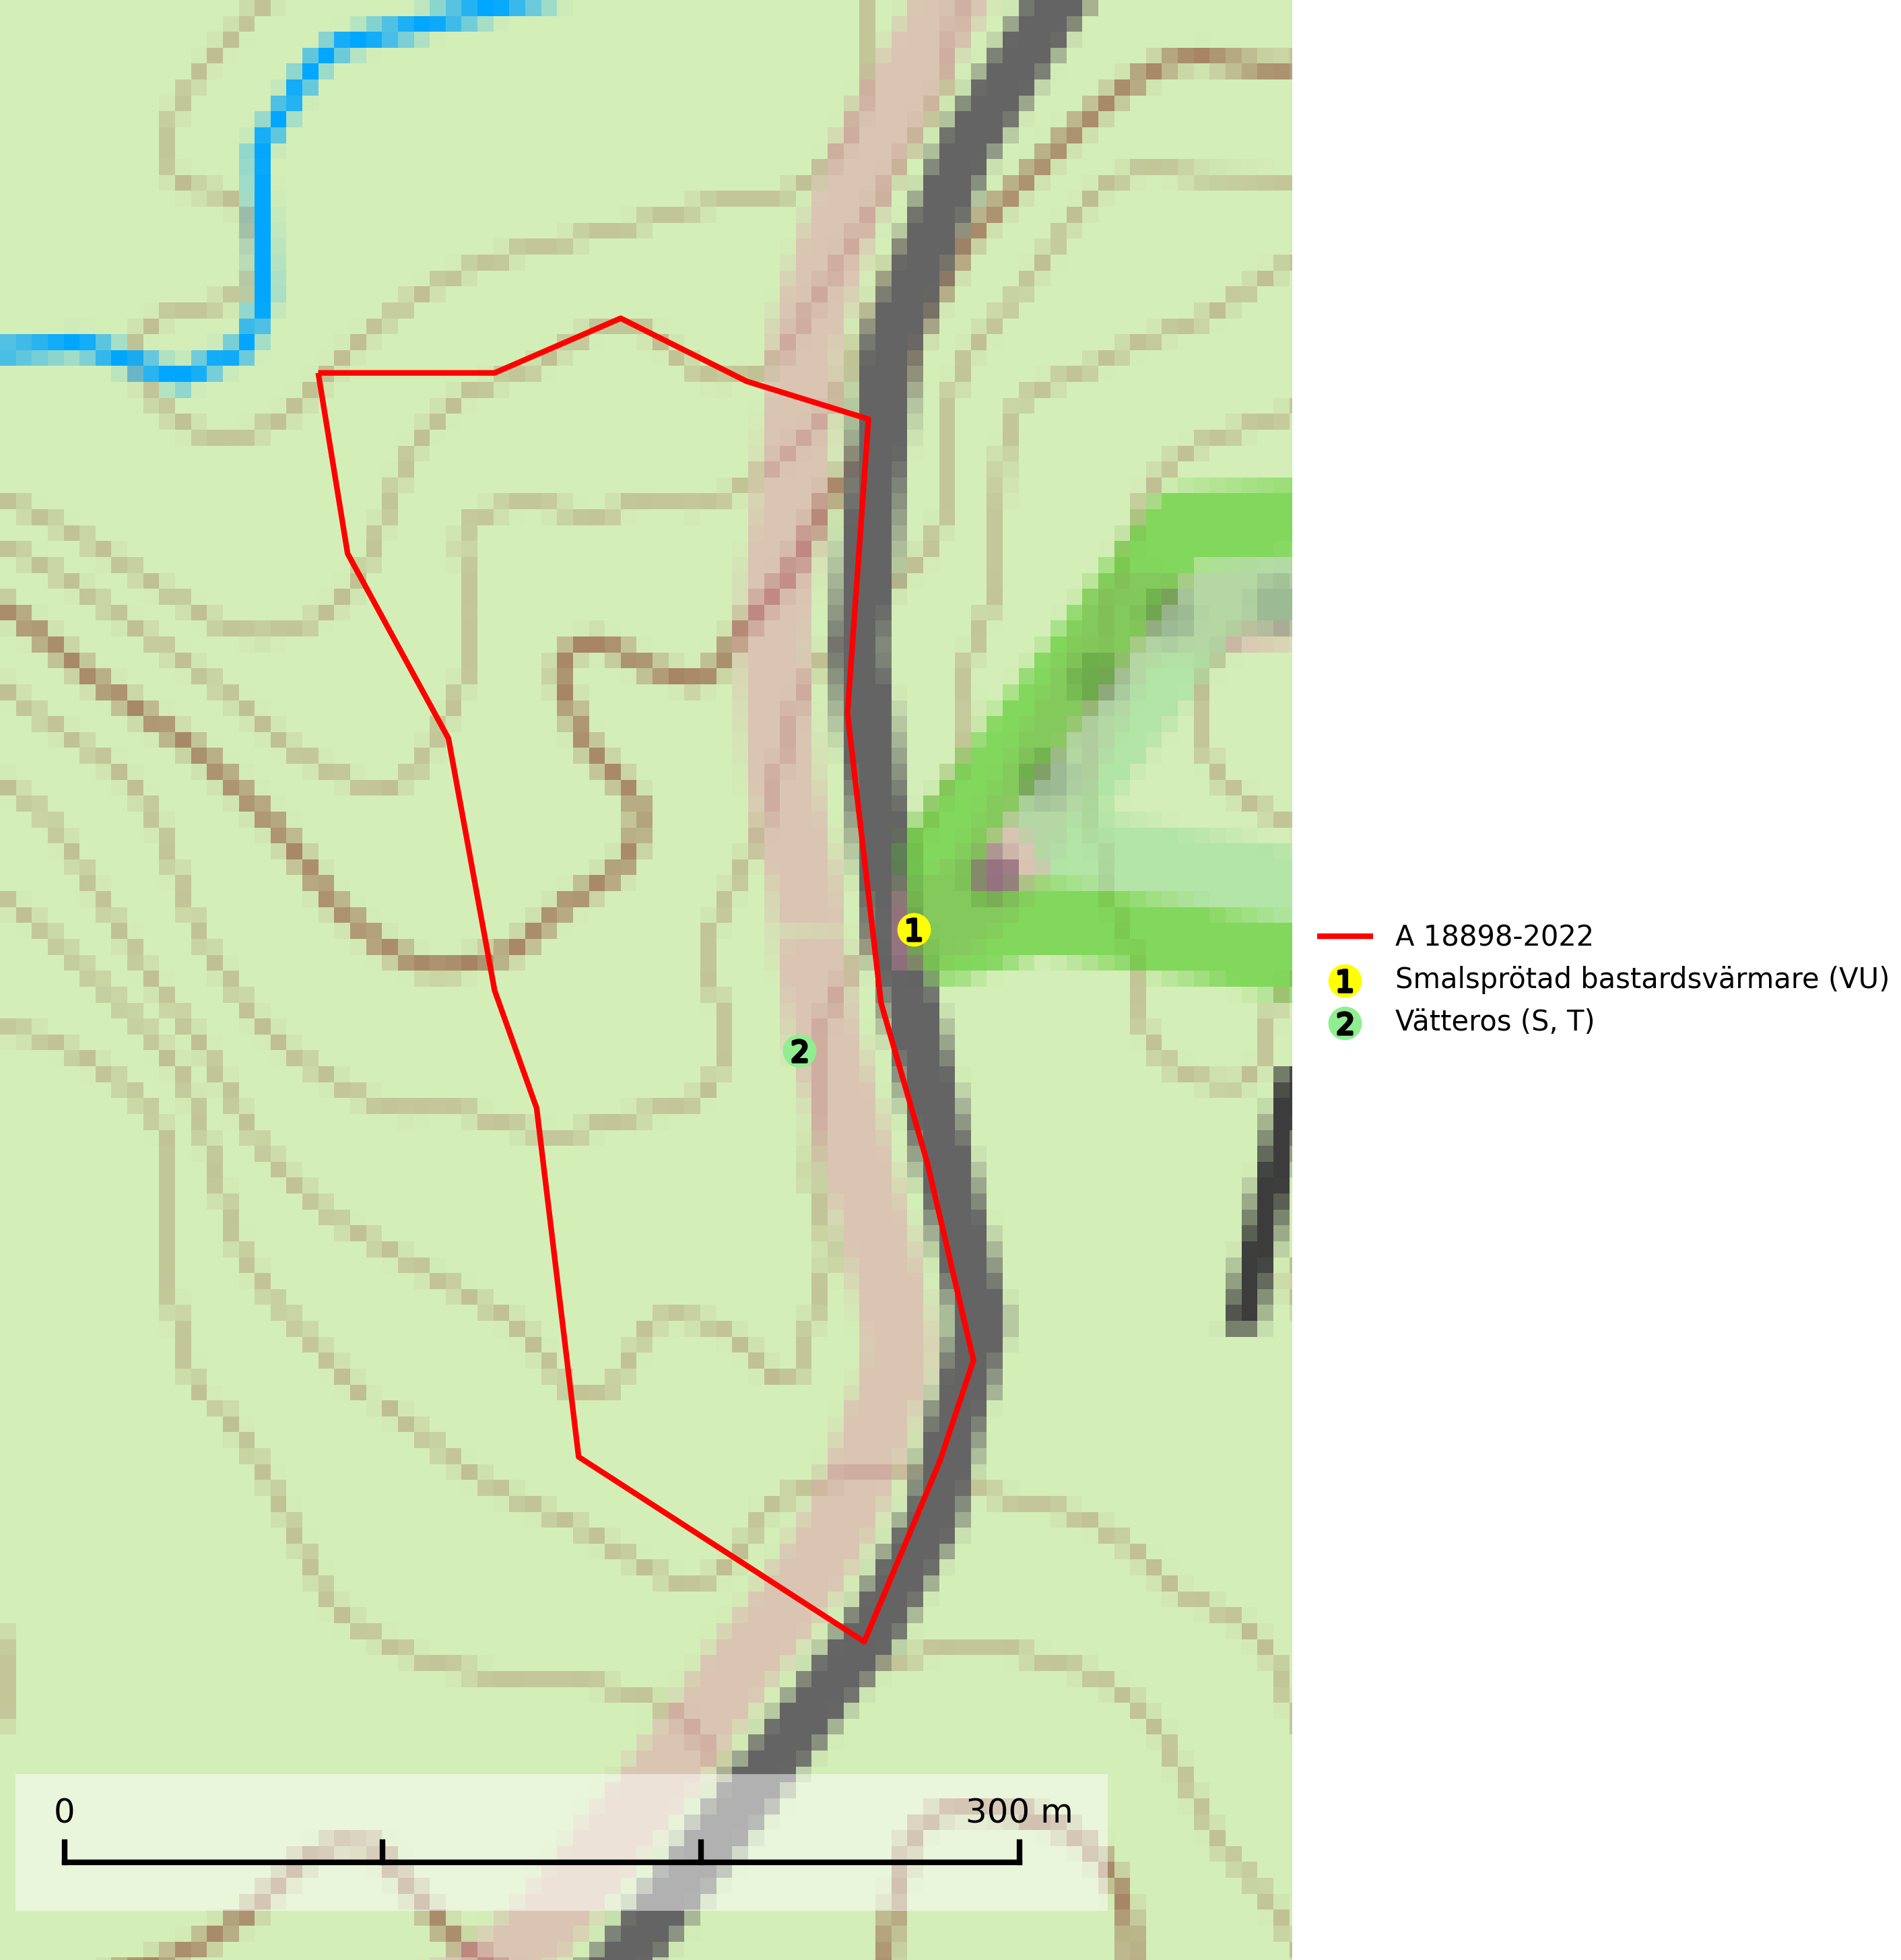 1
2
A 18898-2022
1 Smalsprötad bastardsvärmare (VU)
2 Vätteros (S, T)
0 300 m